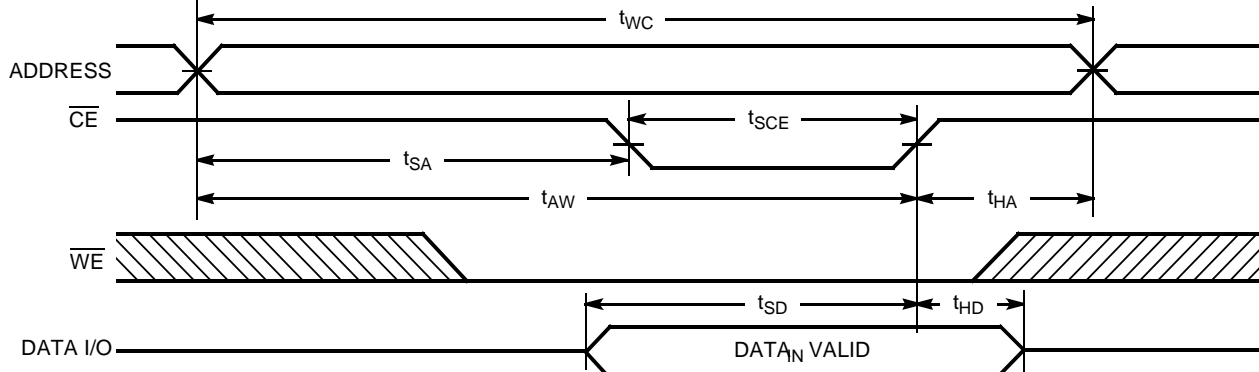 tWC
ADDRESS
CE
tSCE
tSA
tAW
tHA
WE
tSD
tHD
DATA I/O
DATAIN VALID